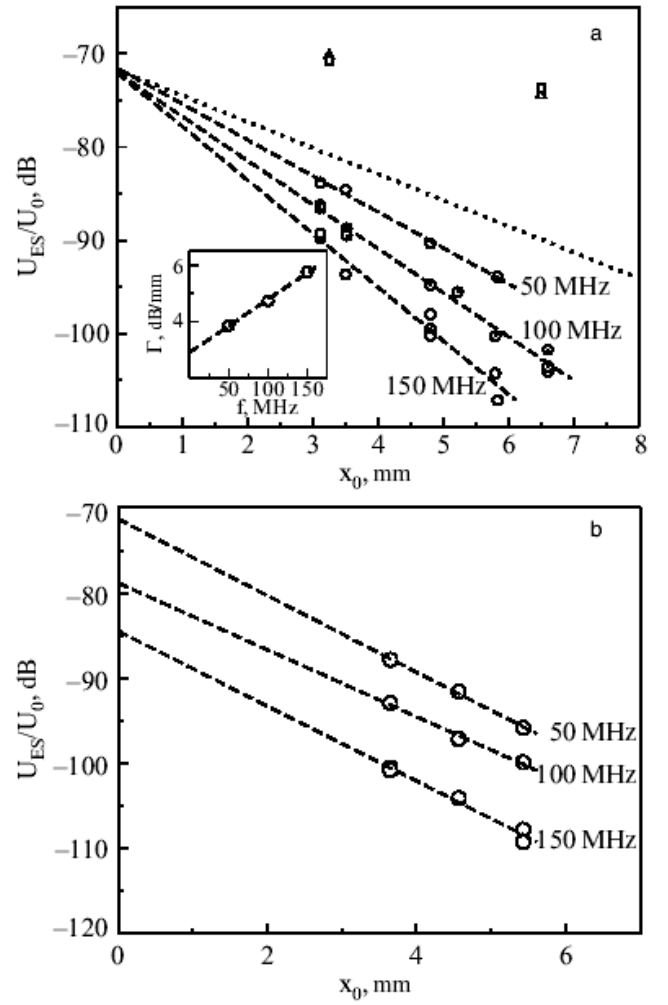 a
–70
–80
–90
–100
–110
U_ES/U_0, dB
50 MHz
100 MHz
150 MHz
6
4
Γ, dB/mm
50 100 150
f, MHz
0 1 2 3 4 5 6 7 8
x_0, mm
b
–70
–80
–90
–100
–110
–120
U_ES/U_0, dB
50 MHz
100 MHz
150 MHz
0 2 4 6
x_0, mm